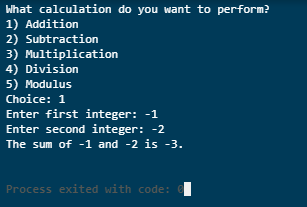 What calculation do you want to perform?
1) Addition
2) Subtraction
3) Multiplication
4) Division
5) Modulus
Choice: 1
Enter first integer: -1
Enter second integer: -2
The sum of -1 and -2 is -3.
Process exited with code: 0